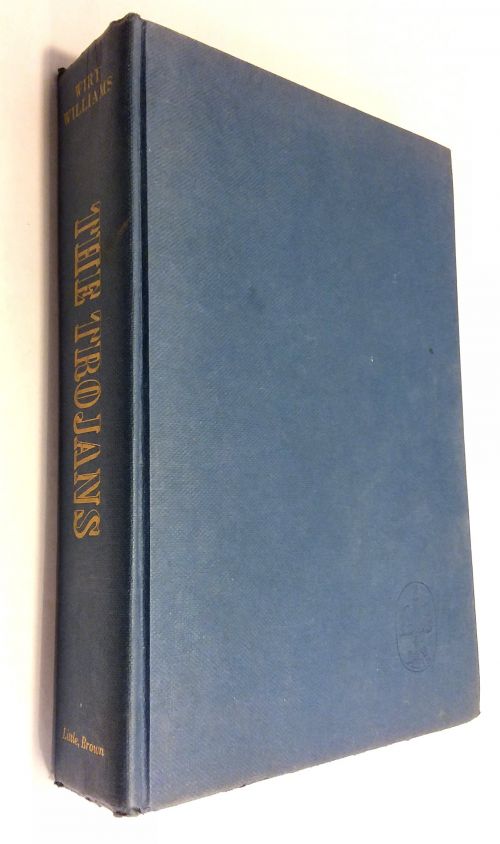 WIRT
WILLIAMS
THE TROJANS
Little, Brown